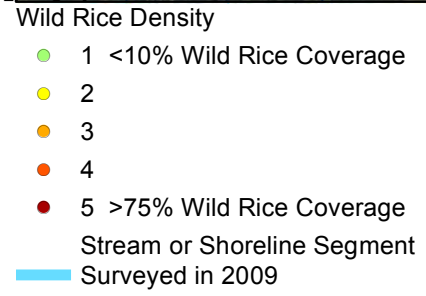 Wild Rice Density
1 <10% Wild Rice Coverage
2
3
4
5 >75% Wild Rice Coverage
Stream or Shoreline Segment
Surveyed in 2009